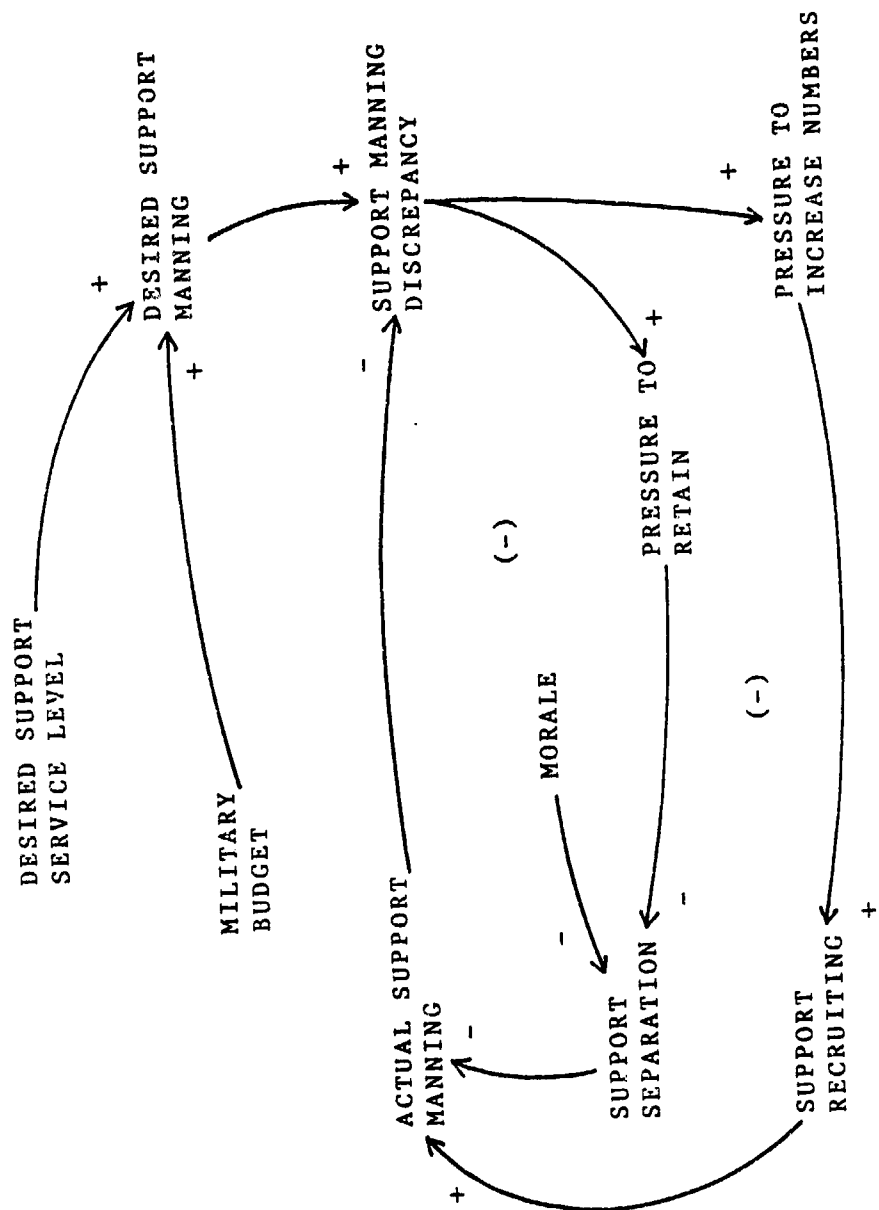 DESIRED SUPPORT
SERVICE LEVEL
+
DESIRED SUPPORT
MANNING
MILITARY
BUDGET
+
+
SUPPORT MANNING
DISCREPANCY
-
ACTUAL SUPPORT
MANNING
-
+
(-)
MORALE
-
SUPPORT
SEPARATION
-
PRESSURE TO
RETAIN
+
(-)
+
PRESSURE TO
INCREASE NUMBERS
SUPPORT
RECRUITING
+